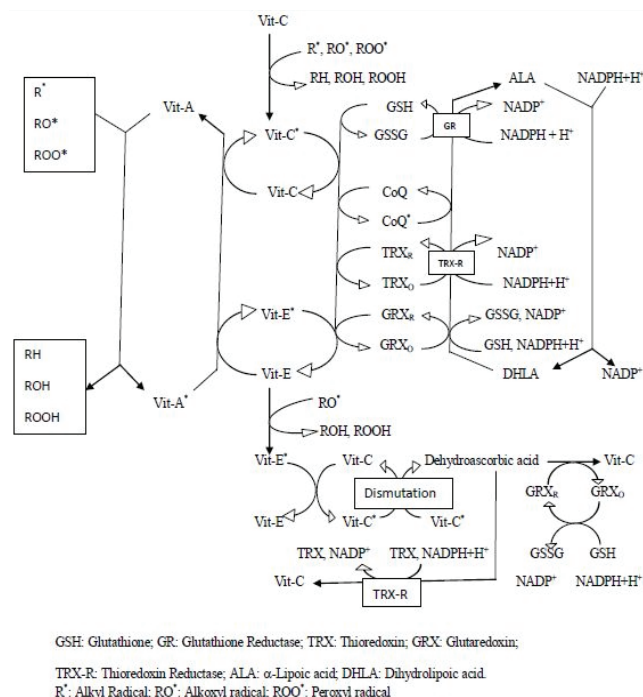 Vit-C
R*, RO*, ROO*
RH, ROH, ROOH
ALA
NADPH+H+
R*
RO*
ROO*
Vit-A
GSH
NADP+
GR
Vit-C*
GSSG
NADPH + H+
Vit-C
CoQ
CoQ*
TRXR
NADP+
TRX-R
TRXO
NADPH+H+
Vit-E*
GRXR
GSSG, NADP+
GRXO
GSH, NADPH+H+
RH
ROH
ROOH
Vit-E
DHLA
NADP+
Vit-A*
RO*
ROH, ROOH
Vit-E*
Vit-C
Dehydroascorbic acid
Vit-C
Dismutation
GRXR
GRXO
Vit-E
Vit-C*
Vit-C*
TRX, NADP+
TRX, NADPH+H+
GSSG
GSH
Vit-C
TRX-R
NADP+
NADPH+H+
GSH: Glutathione; GR: Glutathione Reductase; TRX: Thioredoxin; GRX: Glutaredoxin;
TRX-R: Thioredoxin Reductase; ALA: α-Lipoic acid; DHLA: Dihydrolipoic acid.
R*: Alkyl Radical; RO*: Alkoxyl radical; ROO*: Peroxyl radical